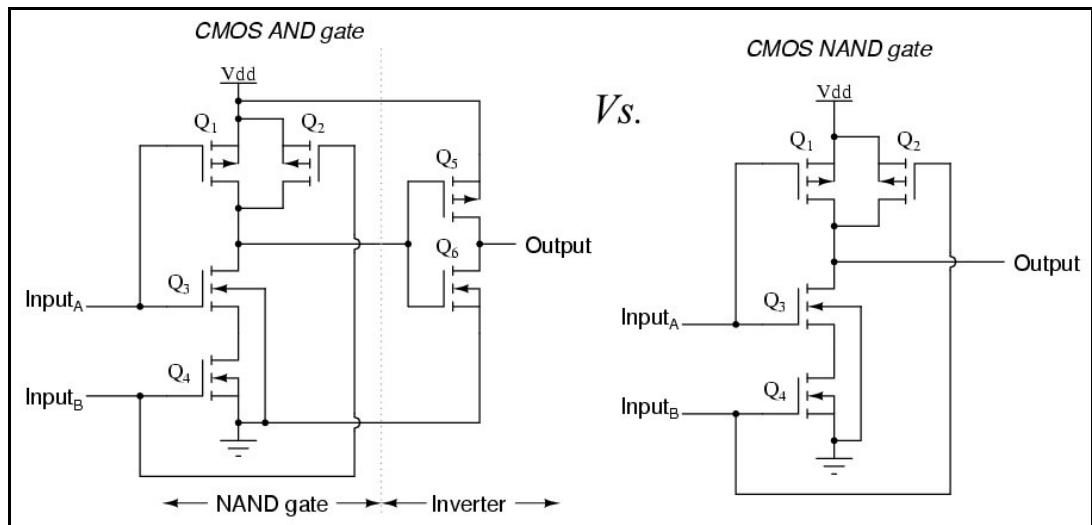 CMOS AND gate
Vdd
Q1
Q2
Q5
Q6
Output
Q3
InputA
Q4
InputB
NAND gate
Inverter
Vs.
CMOS NAND gate
Vdd
Q1
Q2
Output
Q3
InputA
Q4
InputB